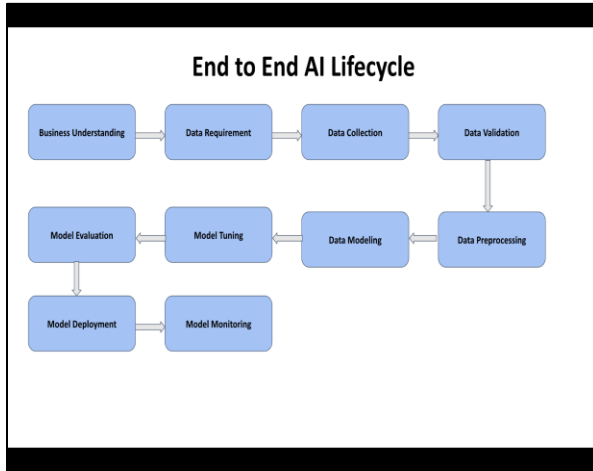 End to End AI Lifecycle
Business Understanding
Data Requirement
Data Collection
Data Validation
Data Preprocessing
Data Modeling
Model Tuning
Model Evaluation
Model Deployment
Model Monitoring